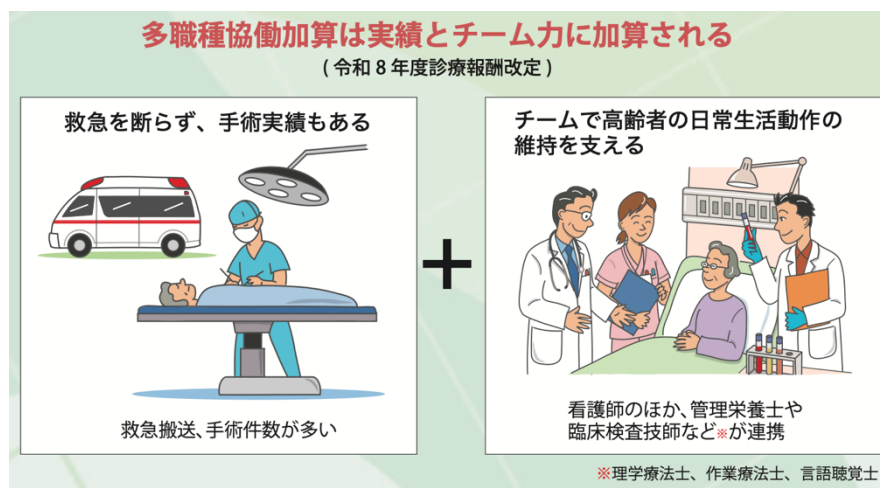 多職種協働加算は実績とチーム力に加算される
( 令和 8 年度診療報酬改定 )
救急を断らず、手術実績もある
救急搬送、手術件数が多い
+
チームで高齢者の日常生活動作の
維持を支える
看護師のほか、管理栄養士や
臨床検査技師など※が連携
※理学療法士、作業療法士、言語聴覚士